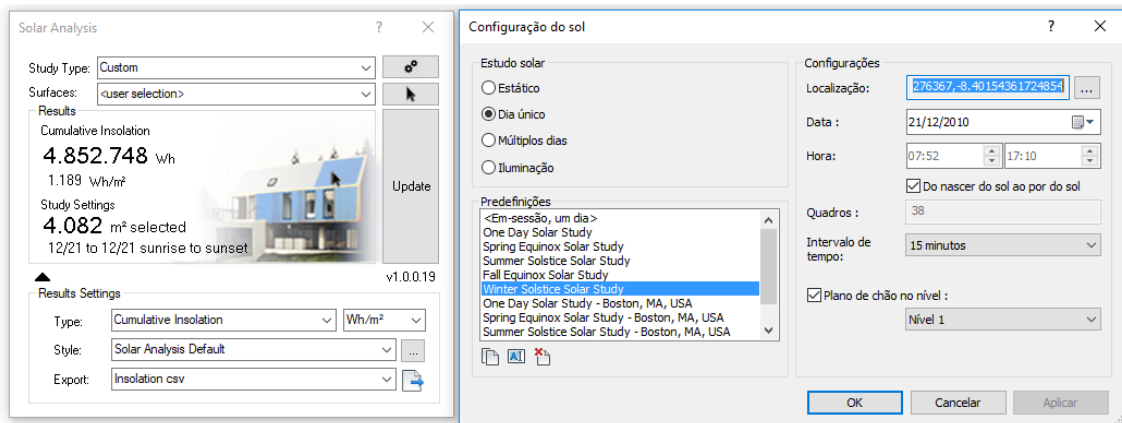 Solar Analysis
Study Type: Custom
Surfaces: <user selection>
Results
Cumulative Insolation
4.852.748 Wh
1.189 Wh/m²
Study Settings
4.082 m² selected
12/21 to 12/21 sunrise to sunset
Update
v1.0.0.19
Results Settings
Type: Cumulative Insolation Wh/m²
Style: Solar Analysis Default ...
Export: Insolation csv
Configuração do sol
Estudo solar
Estático
Dia único
Múltiplos dias
Iluminação
Predefinições
<Em-sessão, um dia>
One Day Solar Study
Spring Equinox Solar Study
Summer Solstice Solar Study
Fall Equinox Solar Study
Winter Solstice Solar Study
One Day Solar Study - Boston, MA, USA
Spring Equinox Solar Study - Boston, MA, USA
Summer Solstice Solar Study - Boston, MA, USA
AI
Configurações
Localização: 276367,-8.40154361724854 ...
Data : 21/12/2010
Hora: 07:52 17:10
Do nascer do sol ao por do sol
Quadros : 38
Intervalo de
tempo: 15 minutos
Plano de chão no nível :
Nível 1
OK Cancelar Aplicar